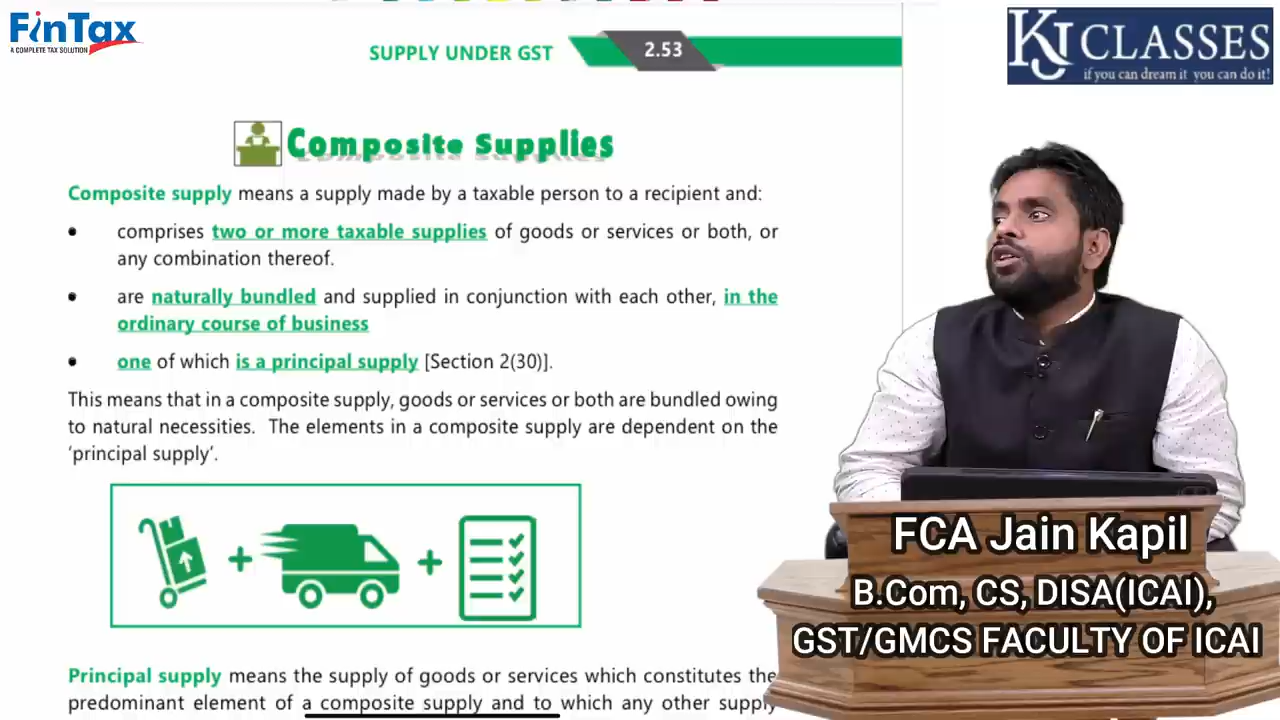 FinTax
A COMPLETE TAX SOLUTION
SUPPLY UNDER GST
2.53
KJ CLASSES
if you can dream it you can do it!
Composite Supplies
Composite supply means a supply made by a taxable person to a recipient and:
• comprises two or more taxable supplies of goods or services or both, or
any combination thereof.
• are naturally bundled and supplied in conjunction with each other, in the
ordinary course of business
• one of which is a principal supply [Section 2(30)].
This means that in a composite supply, goods or services or both are bundled owing
to natural necessities. The elements in a composite supply are dependent on the
‘principal supply’.
Principal supply means the supply of goods or services which constitutes the
predominant element of a composite supply and to which any other supply
FCA Jain Kapil
B.Com, CS, DISA(ICAI),
GST/GMCS FACULTY OF ICAI